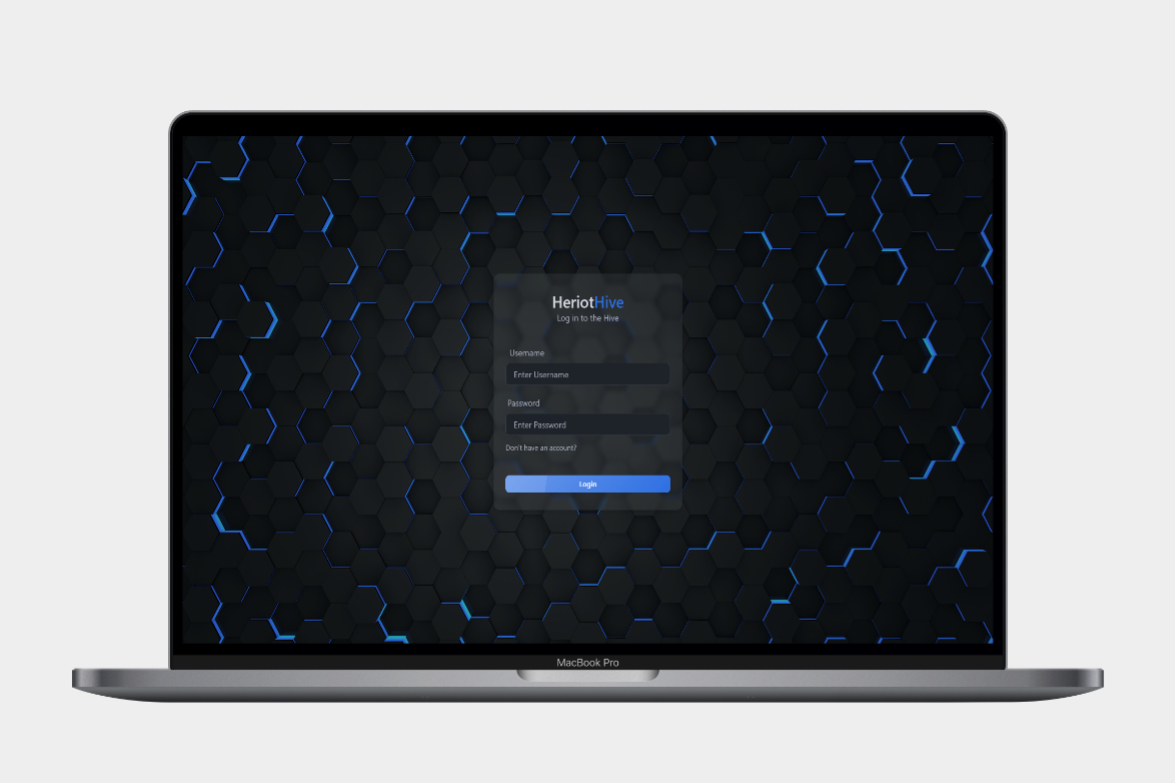 HeriotHive
Log in to the Hive
Username
Enter Username
Password
Enter Password
Don't have an account?
Login
MacBook Pro